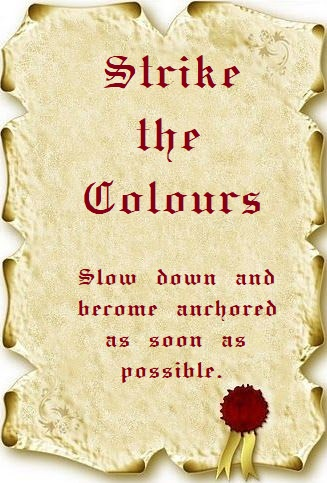 Strike
the
Colours
Slow down and
become anchored
as soon as
possible.